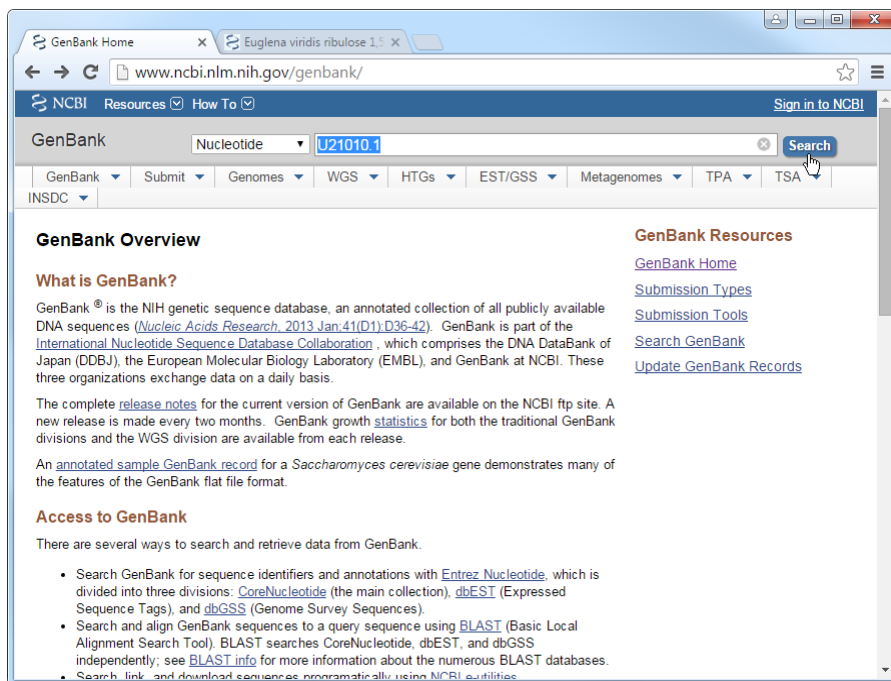 GenBank Home
Euglena viridis ribulose 1,5
www.ncbi.nlm.nih.gov/genbank/
NCBI Resources How To Sign in to NCBI
GenBank Nucleotide U21010.1 Search
GenBank Submit Genomes WGS HTGs EST/GSS Metagenomes TPA TSA
INSDC
GenBank Overview
What is GenBank?
GenBank ® is the NIH genetic sequence database, an annotated collection of all publicly available
DNA sequences (Nucleic Acids Research, 2013 Jan;41(D1):D36-42). GenBank is part of the
International Nucleotide Sequence Database Collaboration , which comprises the DNA DataBank of
Japan (DDBJ), the European Molecular Biology Laboratory (EMBL), and GenBank at NCBI. These
three organizations exchange data on a daily basis.
The complete release notes for the current version of GenBank are available on the NCBI ftp site. A
new release is made every two months. GenBank growth statistics for both the traditional GenBank
divisions and the WGS division are available from each release.
An annotated sample GenBank record for a Saccharomyces cerevisiae gene demonstrates many of
the features of the GenBank flat file format.
Access to GenBank
There are several ways to search and retrieve data from GenBank.
• Search GenBank for sequence identifiers and annotations with Entrez Nucleotide, which is
divided into three divisions: CoreNucleotide (the main collection), dbEST (Expressed
Sequence Tags), and dbGSS (Genome Survey Sequences).
• Search and align GenBank sequences to a query sequence using BLAST (Basic Local
Alignment Search Tool). BLAST searches CoreNucleotide, dbEST, and dbGSS
independently; see BLAST info for more information about the numerous BLAST databases.
• Search, link, and download sequences programatically using NCBI e-utilities.
GenBank Resources
GenBank Home
Submission Types
Submission Tools
Search GenBank
Update GenBank Records